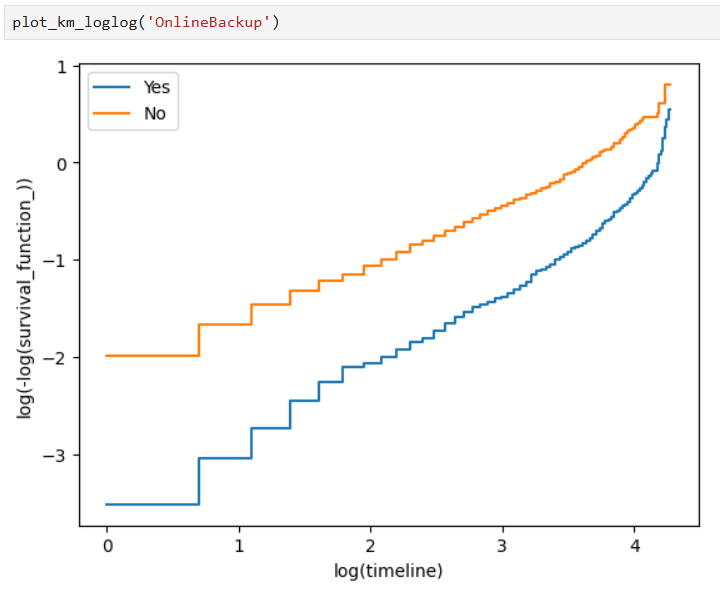 plot_km_loglog('OnlineBackup')
Yes
No
1
0
−1
−2
−3
log(-log(survival_function_))
0 1 2 3 4
log(timeline)